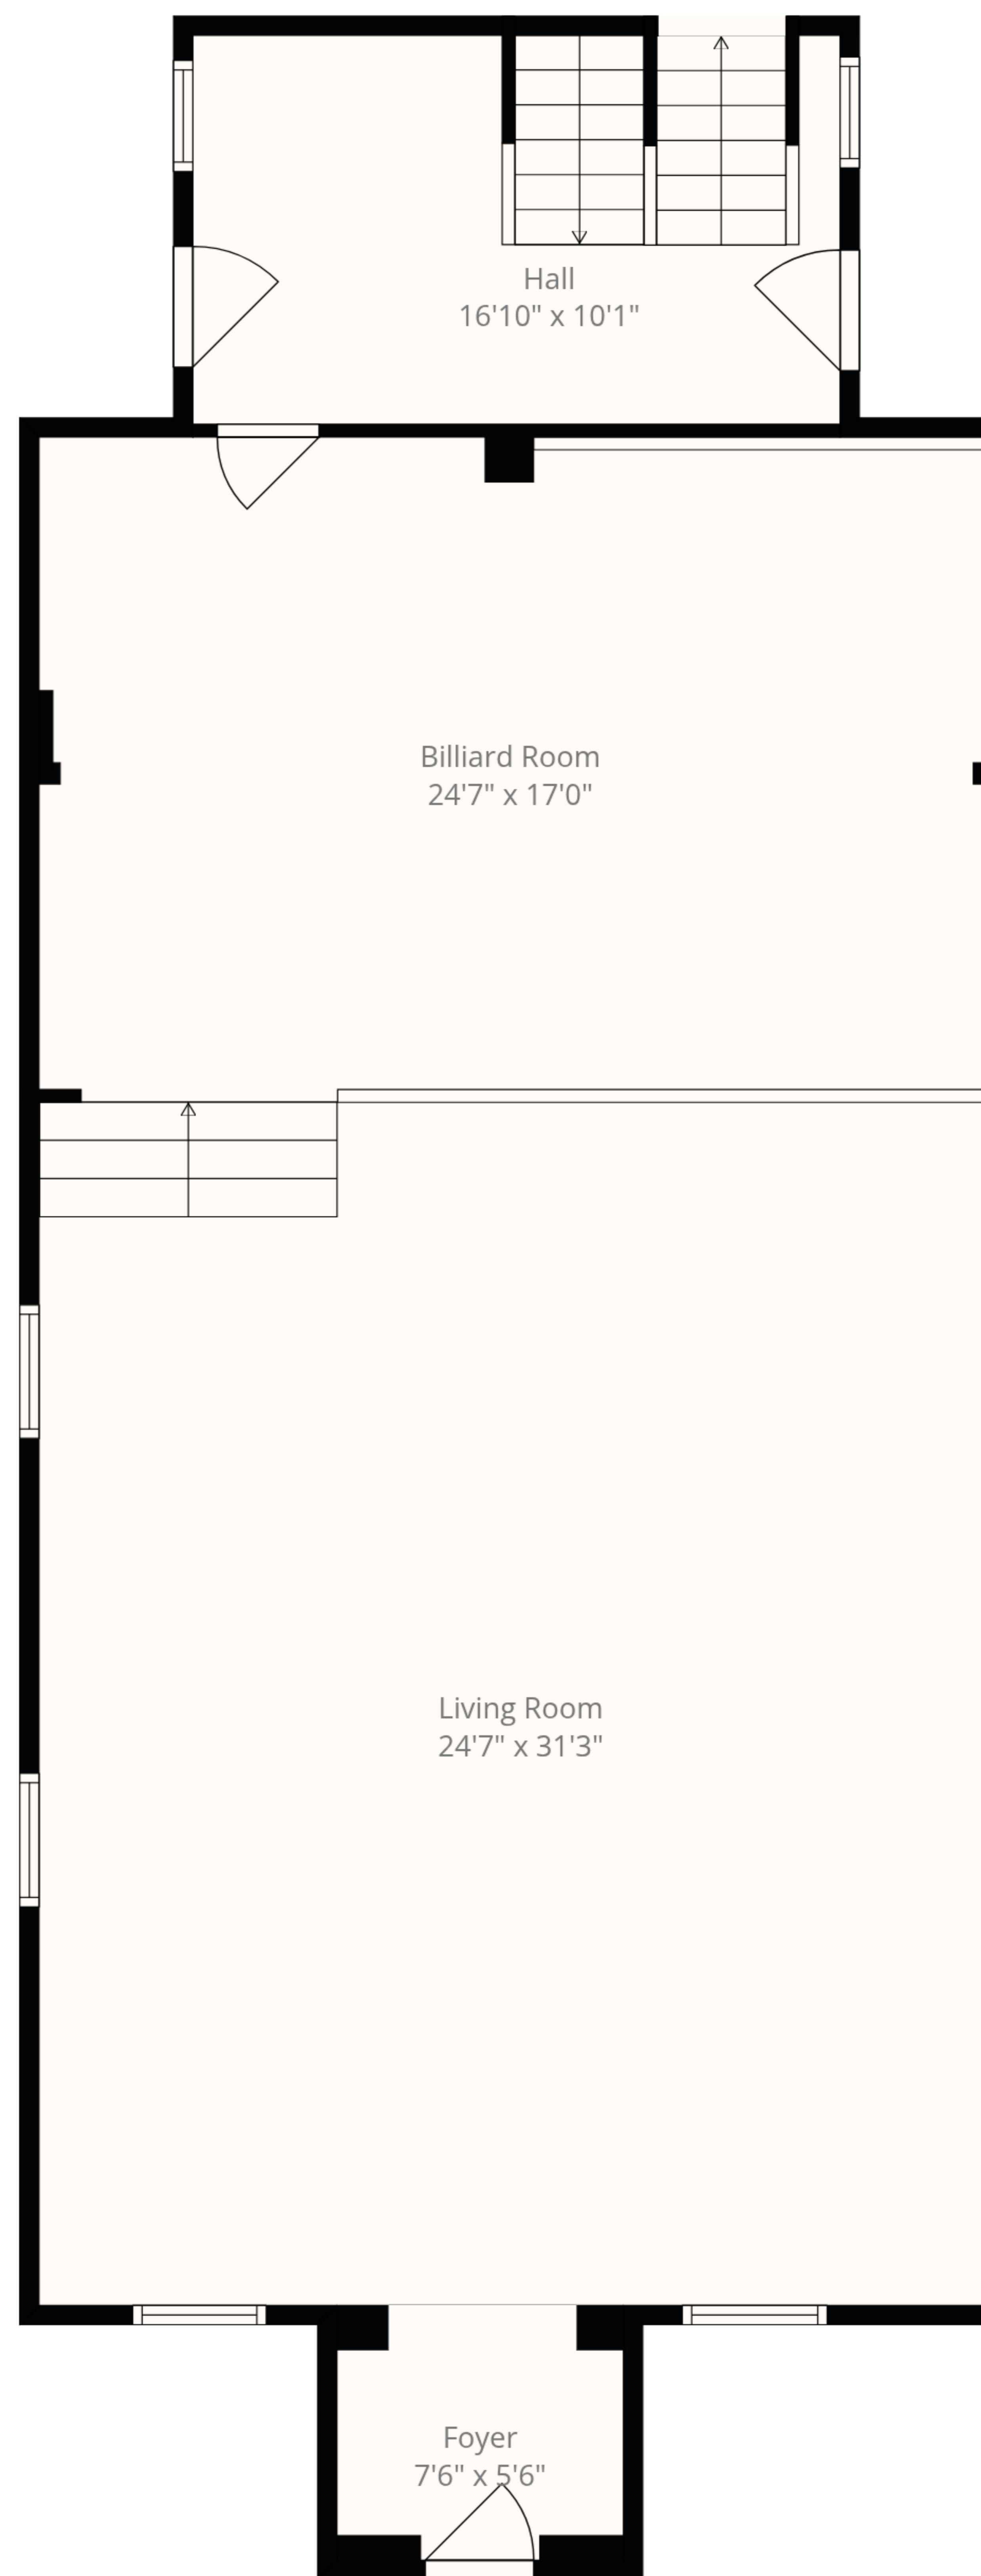 Hall
16'10" x 10'1"
Billiard Room
24'7" x 17'0"
Living Room
24'7" x 31'3"
Foyer
7'6" x 5'6"